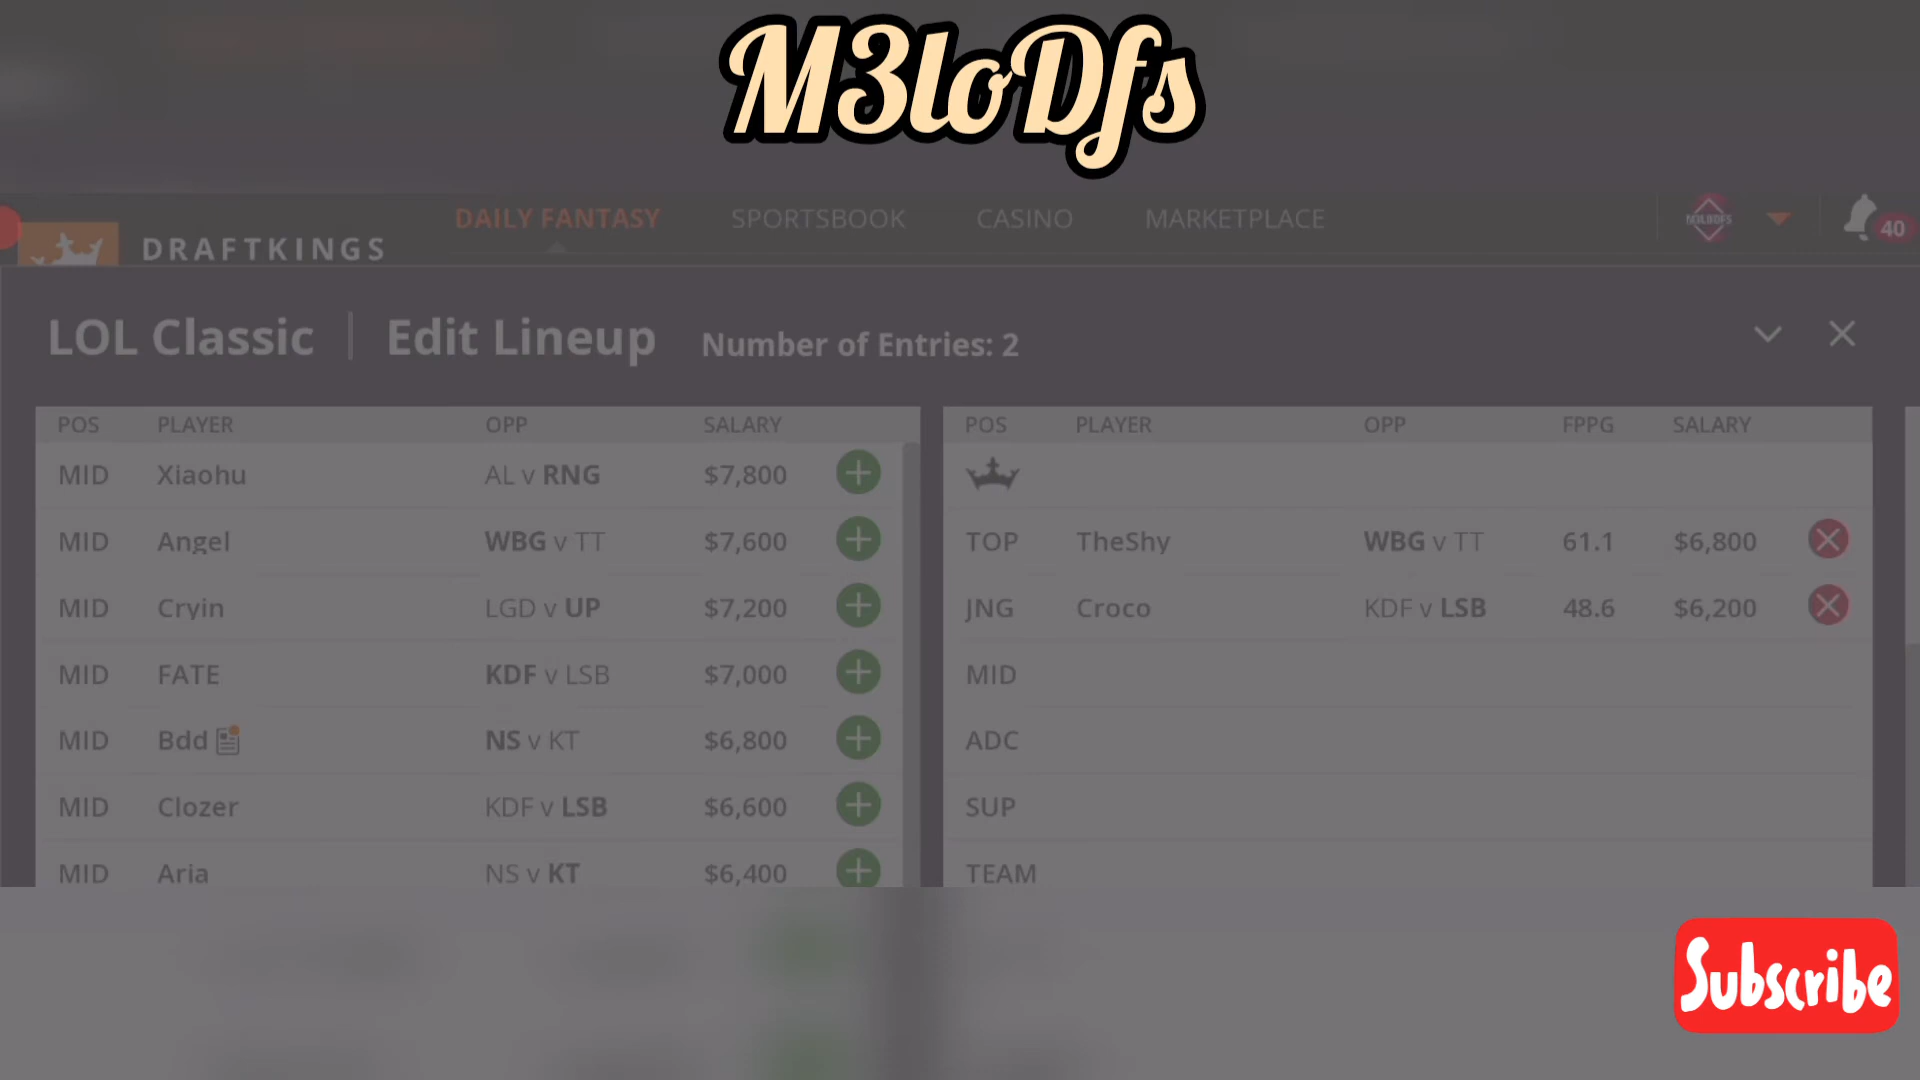 M3loDfs
DRAFTKINGS
DAILY FANTASY SPORTSBOOK CASINO MARKETPLACE
M3L0DFS
40
LOL Classic | Edit Lineup Number of Entries: 2
POS PLAYER OPP SALARY
MID Xiaohu AL v RNG $7,800
MID Angel WBG v TT $7,600
MID Cryin LGD v UP $7,200
MID FATE KDF v LSB $7,000
MID Bdd NS v KT $6,800
MID Clozer KDF v LSB $6,600
MID Aria NS v KT $6,400
POS PLAYER OPP FPPG SALARY
TOP TheShy WBG v TT 61.1 $6,800
JNG Croco KDF v LSB 48.6 $6,200
MID
ADC
SUP
TEAM
Subscribe